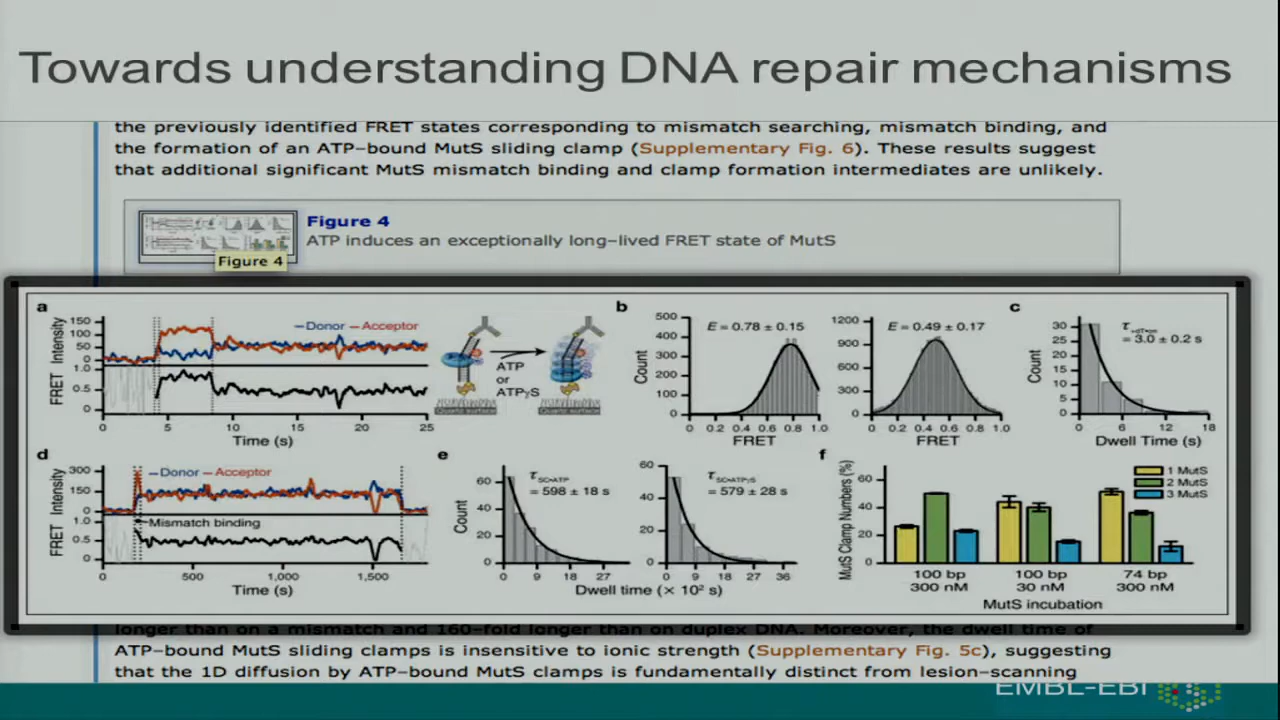 Towards understanding DNA repair mechanisms
the previously identified FRET states corresponding to mismatch searching, mismatch binding, and
the formation of an ATP-bound MutS sliding clamp (Supplementary Fig. 6). These results suggest
that additional significant MutS mismatch binding and clamp formation intermediates are unlikely.
Figure 4
ATP induces an exceptionally long-lived FRET state of MutS
Figure 4
a
Intensity
150
100
50
0
Donor Acceptor
FRET
1.0
0.5
0
0 5 10 15 20 25
Time (s)
ATP
or
ATPγS
Quartz surface
Quartz surface
b
Count
500
400
300
200
100
0
E = 0.78 ± 0.15
0 0.2 0.4 0.6 0.8 1.0
FRET
1200
900
600
300
0
E = 0.49 ± 0.17
0 0.2 0.4 0.6 0.8 1.0
FRET
c
Count
30
25
20
15
10
5
0
= 3.0 ± 0.2 s
0 6 12 18
Dwell Time (s)
d
Intensity
300
150
0
Donor Acceptor
FRET
1.0
0.5
0
Mismatch binding
0 500 1,000 1,500
Time (s)
e
Count
60
40
20
0
τ SC•ATP
= 598 ± 18 s
0 9 18 27
60
40
20
0
τ SC•ATPγS
= 579 ± 28 s
0 9 18 27 36
Dwell time (× 10² s)
f
MutS Clamp Numbers (%)
60
40
20
0
1 MutS
2 MutS
3 MutS
100 bp 100 bp 74 bp
300 nM 30 nM 300 nM
MutS incubation
longer than on a mismatch and 160-fold longer than on duplex DNA. Moreover, the dwell time of
ATP-bound MutS sliding clamps is insensitive to ionic strength (Supplementary Fig. 5c), suggesting
that the 1D diffusion by ATP-bound MutS clamps is fundamentally distinct from lesion-scanning
EMBL-EBI